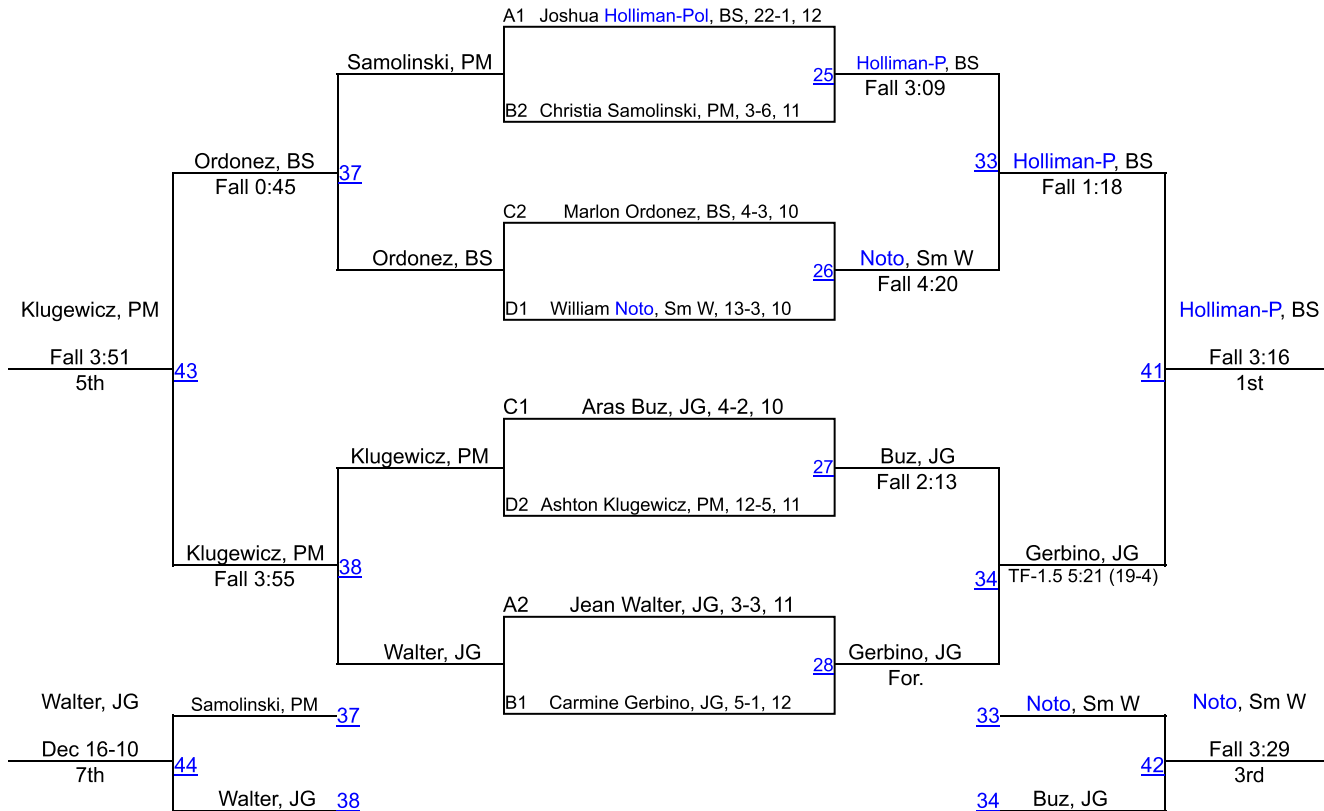 A1 Joshua Holliman-Pol, BS, 22-1, 12
Samolinski, PM
25
Holliman-P, BS
Fall 3:09
B2 Christia Samolinski, PM, 3-6, 11
Ordonez, BS
Fall 0:45
37
33
Holliman-P, BS
Fall 1:18
C2 Marlon Ordonez, BS, 4-3, 10
Ordonez, BS
26
Noto, Sm W
Fall 4:20
D1 William Noto, Sm W, 13-3, 10
Klugewicz, PM
Fall 3:51
5th
43
41
Holliman-P, BS
Fall 3:16
1st
C1 Aras Buz, JG, 4-2, 10
Klugewicz, PM
27
Buz, JG
Fall 2:13
D2 Ashton Klugewicz, PM, 12-5, 11
Klugewicz, PM
Fall 3:55
38
34
Gerbino, JG
TF-1.5 5:21 (19-4)
A2 Jean Walter, JG, 3-3, 11
Walter, JG
28
Gerbino, JG
For.
B1 Carmine Gerbino, JG, 5-1, 12
Walter, JG
Dec 16-10
7th
Samolinski, PM 37
44
Walter, JG 38
33 Noto, Sm W
42
34 Buz, JG
Noto, Sm W
Fall 3:29
3rd